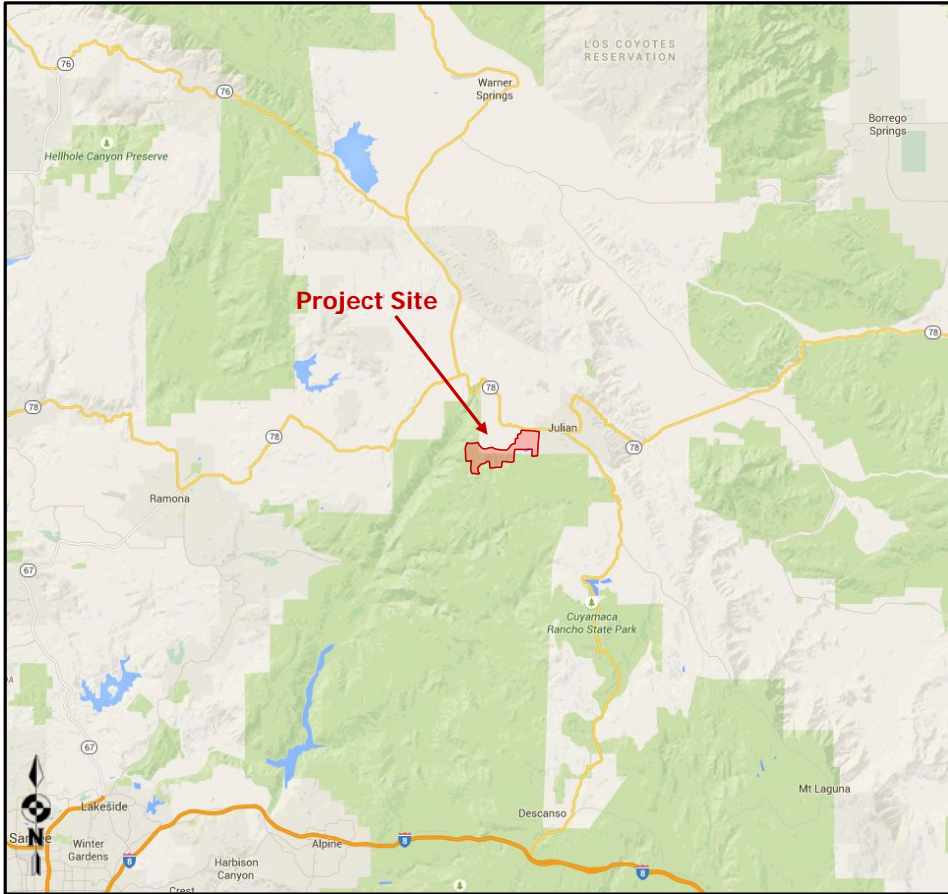 LOS COYOTES
RESERVATION
76
Warner
Springs
76
Borrego
Springs
Hellhole Canyon Preserve
Project Site
78
78
78
78
Julian
78
78
Ramona
67
Cuyamaca
Rancho State Park
67
Mt Laguna
Lakeside
Descanso
N
Winter
Gardens
8
Alpine
8
8
Harbison
Canyon
Crest